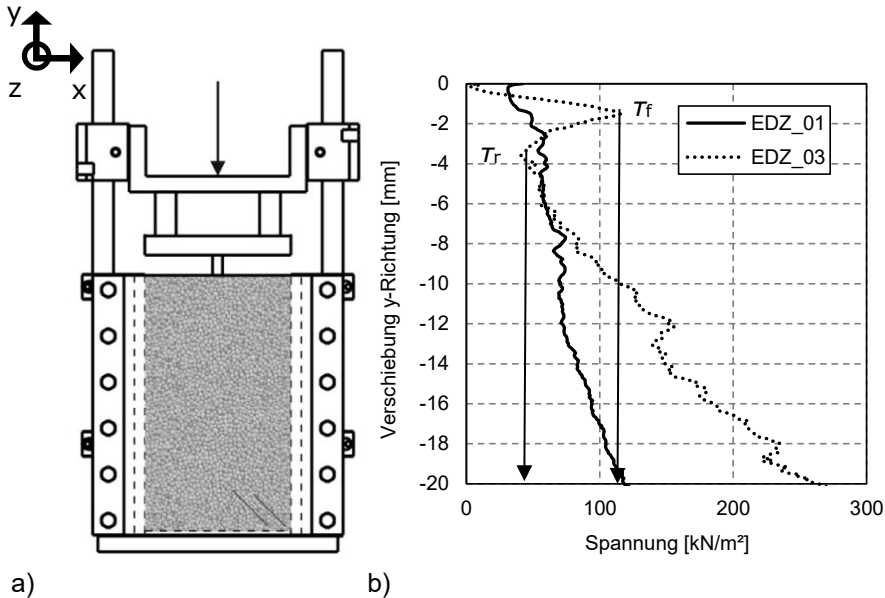 y
z
x
a)
b)
Verschiebung y-Richtung [mm]
0
-2
-4
-6
-8
-10
-12
-14
-16
-18
-20
0
100
200
300
Spannung [kN/m²]
EDZ_01
EDZ_03
Tf
Tr